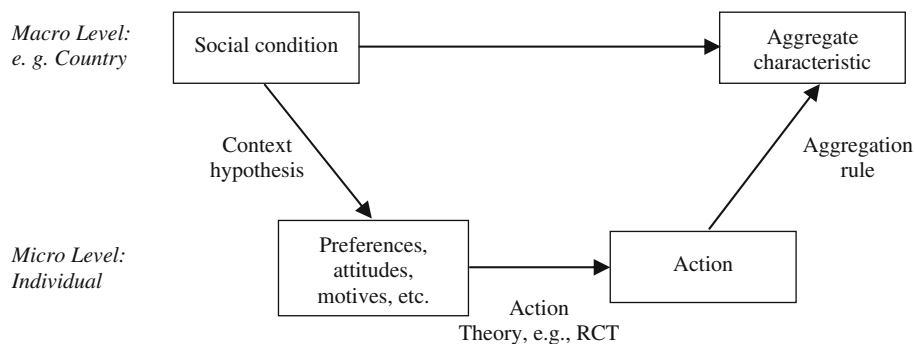 Macro Level:
e. g. Country
Social condition
Aggregate
characteristic
Context
hypothesis
Aggregation
rule
Micro Level:
Individual
Preferences,
attitudes,
motives, etc.
Action
Action
Theory, e.g., RCT